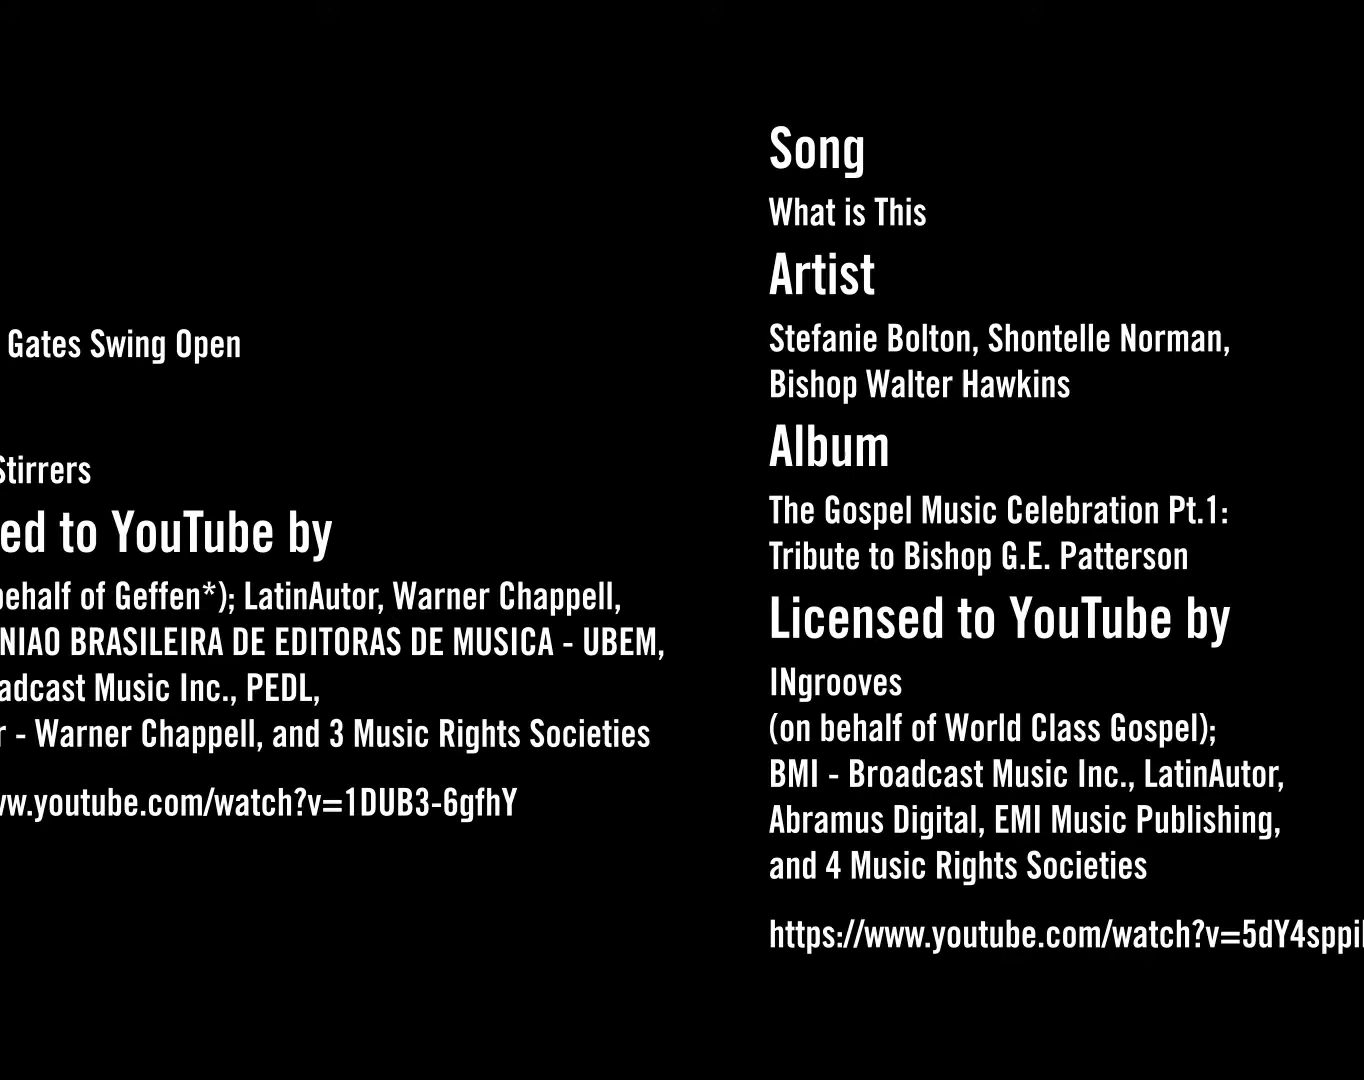 Gates Swing Open
Stirrers
ed to YouTube by
behalf of Geffen*); LatinAutor, Warner Chappell,
NIAO BRASILEIRA DE EDITORAS DE MUSICA - UBEM,
adcast Music Inc., PEDL,
r - Warner Chappell, and 3 Music Rights Societies
ww.youtube.com/watch?v=1DUB3-6gfhY
Song
What is This
Artist
Stefanie Bolton, Shontelle Norman,
Bishop Walter Hawkins
Album
The Gospel Music Celebration Pt.1:
Tribute to Bishop G.E. Patterson
Licensed to YouTube by
INgrooves
(on behalf of World Class Gospel);
BMI - Broadcast Music Inc., LatinAutor,
Abramus Digital, EMI Music Publishing,
and 4 Music Rights Societies
https://www.youtube.com/watch?v=5dY4sppi